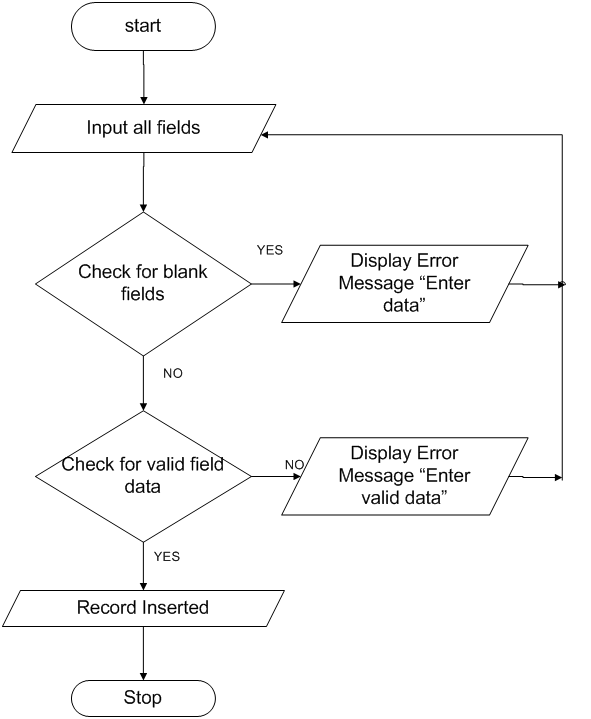 start
Input all fields
Check for blank
fields
YES
Display Error
Message “Enter
data”
NO
Check for valid field
data
NO
Display Error
Message “Enter
valid data”
YES
Record Inserted
Stop